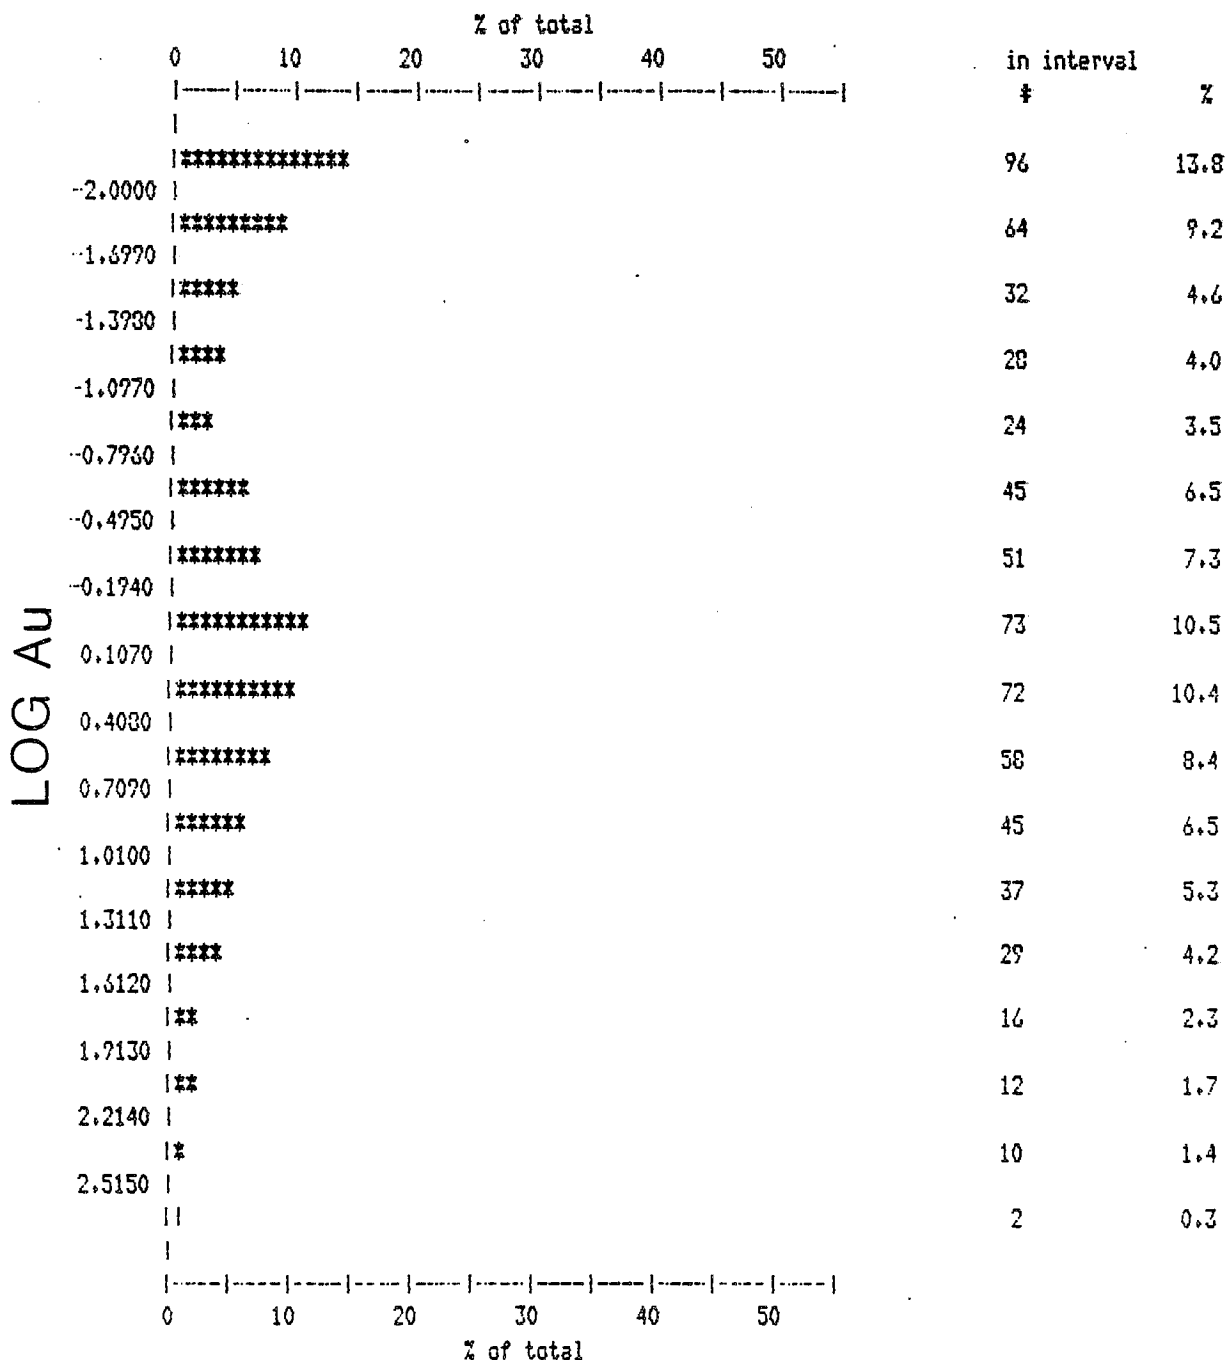 % of total
0 10 20 30 40 50 in interval
|----|----|----|----|----|----|----|----|----|----|----| # %
|
|************** 96 13.8
-2.0000 |
|********* 64 9.2
-1.6990 |
|***** 32 4.6
-1.3980 |
|**** 28 4.0
-1.0970 |
|*** 24 3.5
-0.7960 |
|****** 45 6.5
-0.4950 |
|******* 51 7.3
-0.1940 |
|*********** 73 10.5
0.1070 |
|********** 72 10.4
0.4080 |
|******** 58 8.4
0.7090 |
|****** 45 6.5
1.0100 |
|***** 37 5.3
1.3110 |
|**** 29 4.2
1.6120 |
|** 16 2.3
1.9130 |
|** 12 1.7
2.2140 |
|* 10 1.4
2.5150 |
|| 2 0.3
|
|----|----|----|----|----|----|----|----|----|----|----|
0 10 20 30 40 50
% of total
LOG Au